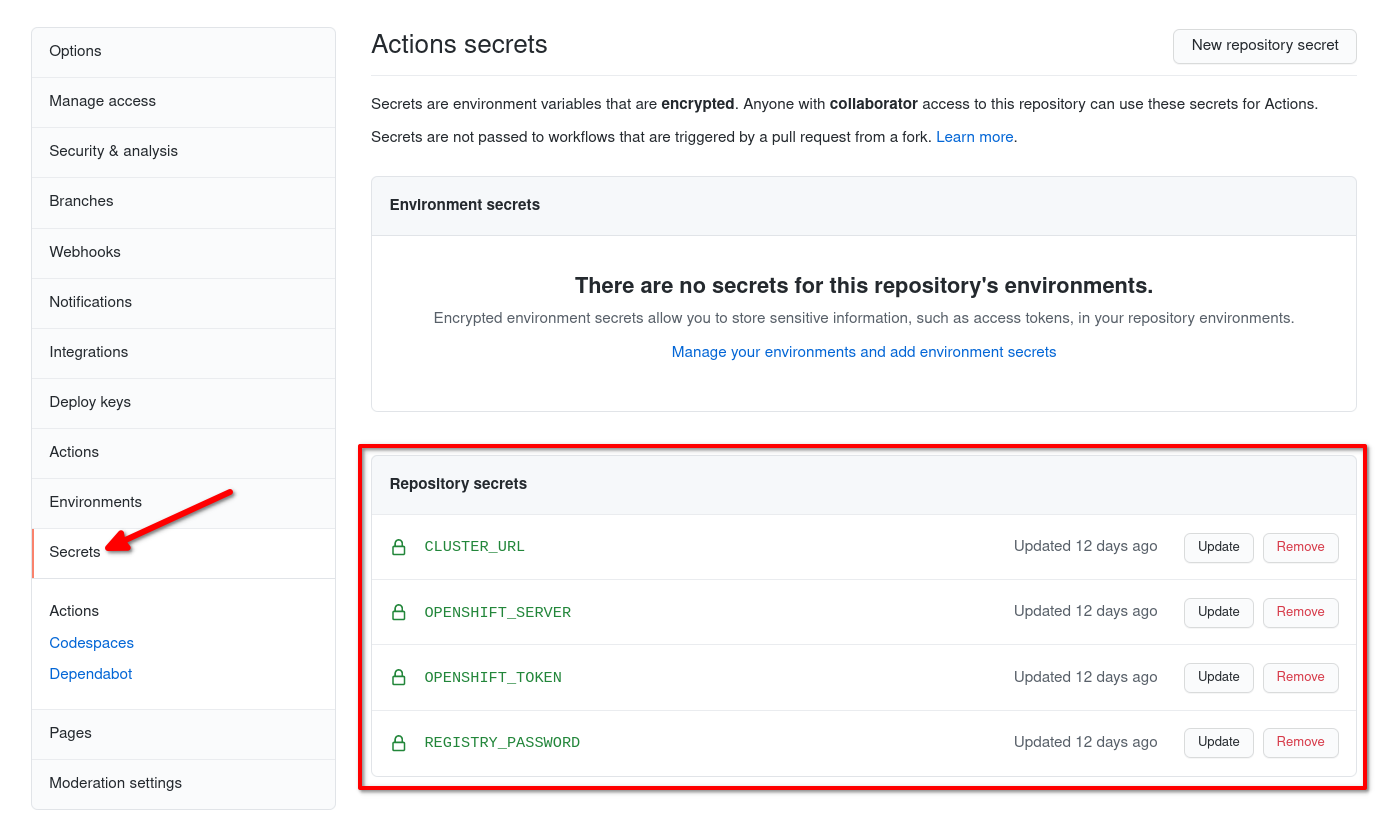 Options
Manage access
Security & analysis
Branches
Webhooks
Notifications
Integrations
Deploy keys
Actions
Environments
Secrets
Actions
Codespaces
Dependabot
Pages
Moderation settings
Actions secrets
New repository secret
Secrets are environment variables that are encrypted. Anyone with collaborator access to this repository can use these secrets for Actions.
Secrets are not passed to workflows that are triggered by a pull request from a fork. Learn more.
Environment secrets
There are no secrets for this repository's environments.
Encrypted environment secrets allow you to store sensitive information, such as access tokens, in your repository environments.
Manage your environments and add environment secrets
Repository secrets
CLUSTER_URL Updated 12 days ago Update Remove
OPENSHIFT_SERVER Updated 12 days ago Update Remove
OPENSHIFT_TOKEN Updated 12 days ago Update Remove
REGISTRY_PASSWORD Updated 12 days ago Update Remove